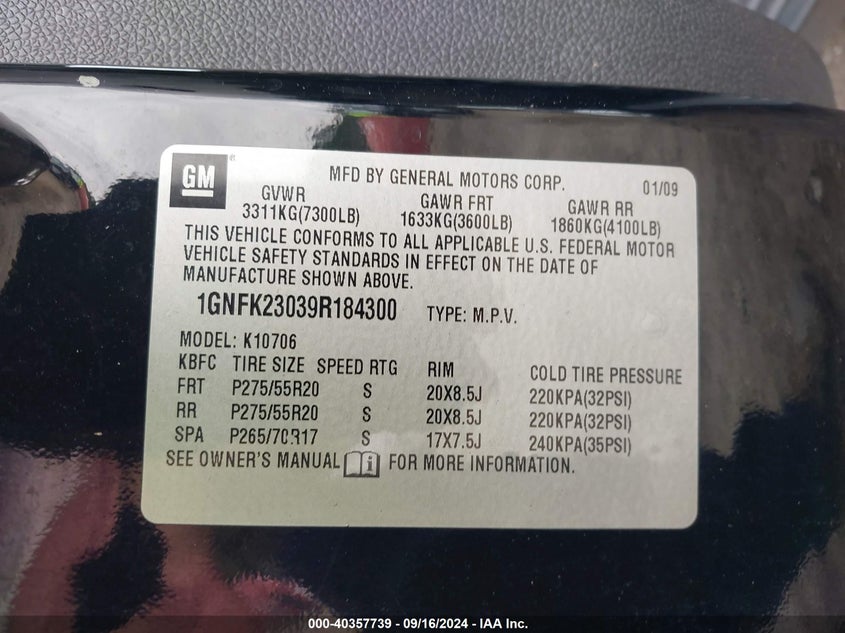 GM®
MFD BY GENERAL MOTORS CORP. 01/09
GVWR GAWR FRT GAWR RR
3311KG(7300LB) 1633KG(3600LB) 1860KG(4100LB)
THIS VEHICLE CONFORMS TO ALL APPLICABLE U.S. FEDERAL MOTOR
VEHICLE SAFETY STANDARDS IN EFFECT ON THE DATE OF
MANUFACTURE SHOWN ABOVE.
1GNFK23039R184300 TYPE: M.P.V.
MODEL: K10706
KBFC TIRE SIZE SPEED RTG RIM COLD TIRE PRESSURE
FRT P275/55R20 S 20X8.5J 220KPA(32PSI)
RR P275/55R20 S 20X8.5J 220KPA(32PSI)
SPA P265/70R17 S 17X7.5J 240KPA(35PSI)
SEE OWNER'S MANUAL FOR MORE INFORMATION.
000-40357739 - 09/16/2024 - IAA Inc.